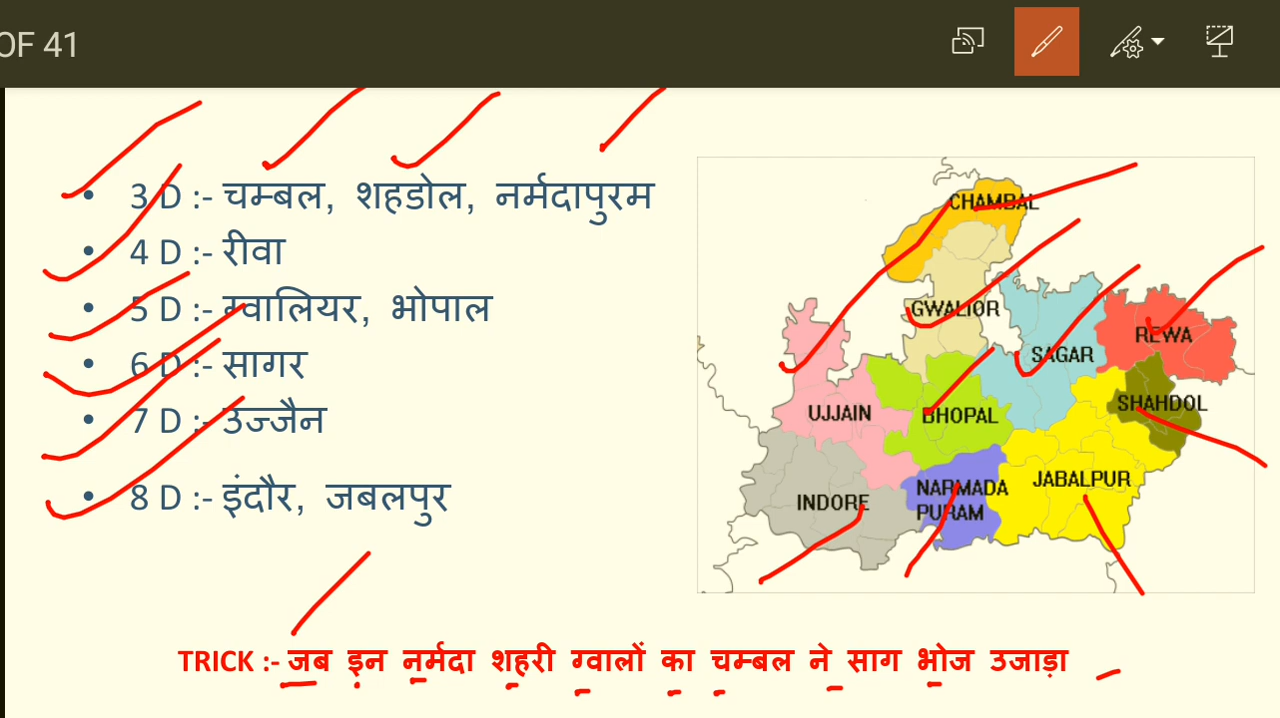 OF 41
• 3 D :- चम्बल, शहडोल, नर्मदापुरम
• 4 D :- रीवा
• 5 D :- ग्वालियर, भोपाल
• 6 D :- सागर
• 7 D :- उज्जैन
• 8 D :- इंदौर, जबलपुर
CHAMBAL
GWALIOR
SAGAR
REWA
UJJAIN
BHOPAL
SHAHDOL
INDORE
NARMADA
PURAM
JABALPUR
TRICK :- जब इन नर्मदा शहरी ग्वालों का चम्बल ने साग भोज उजाड़ा